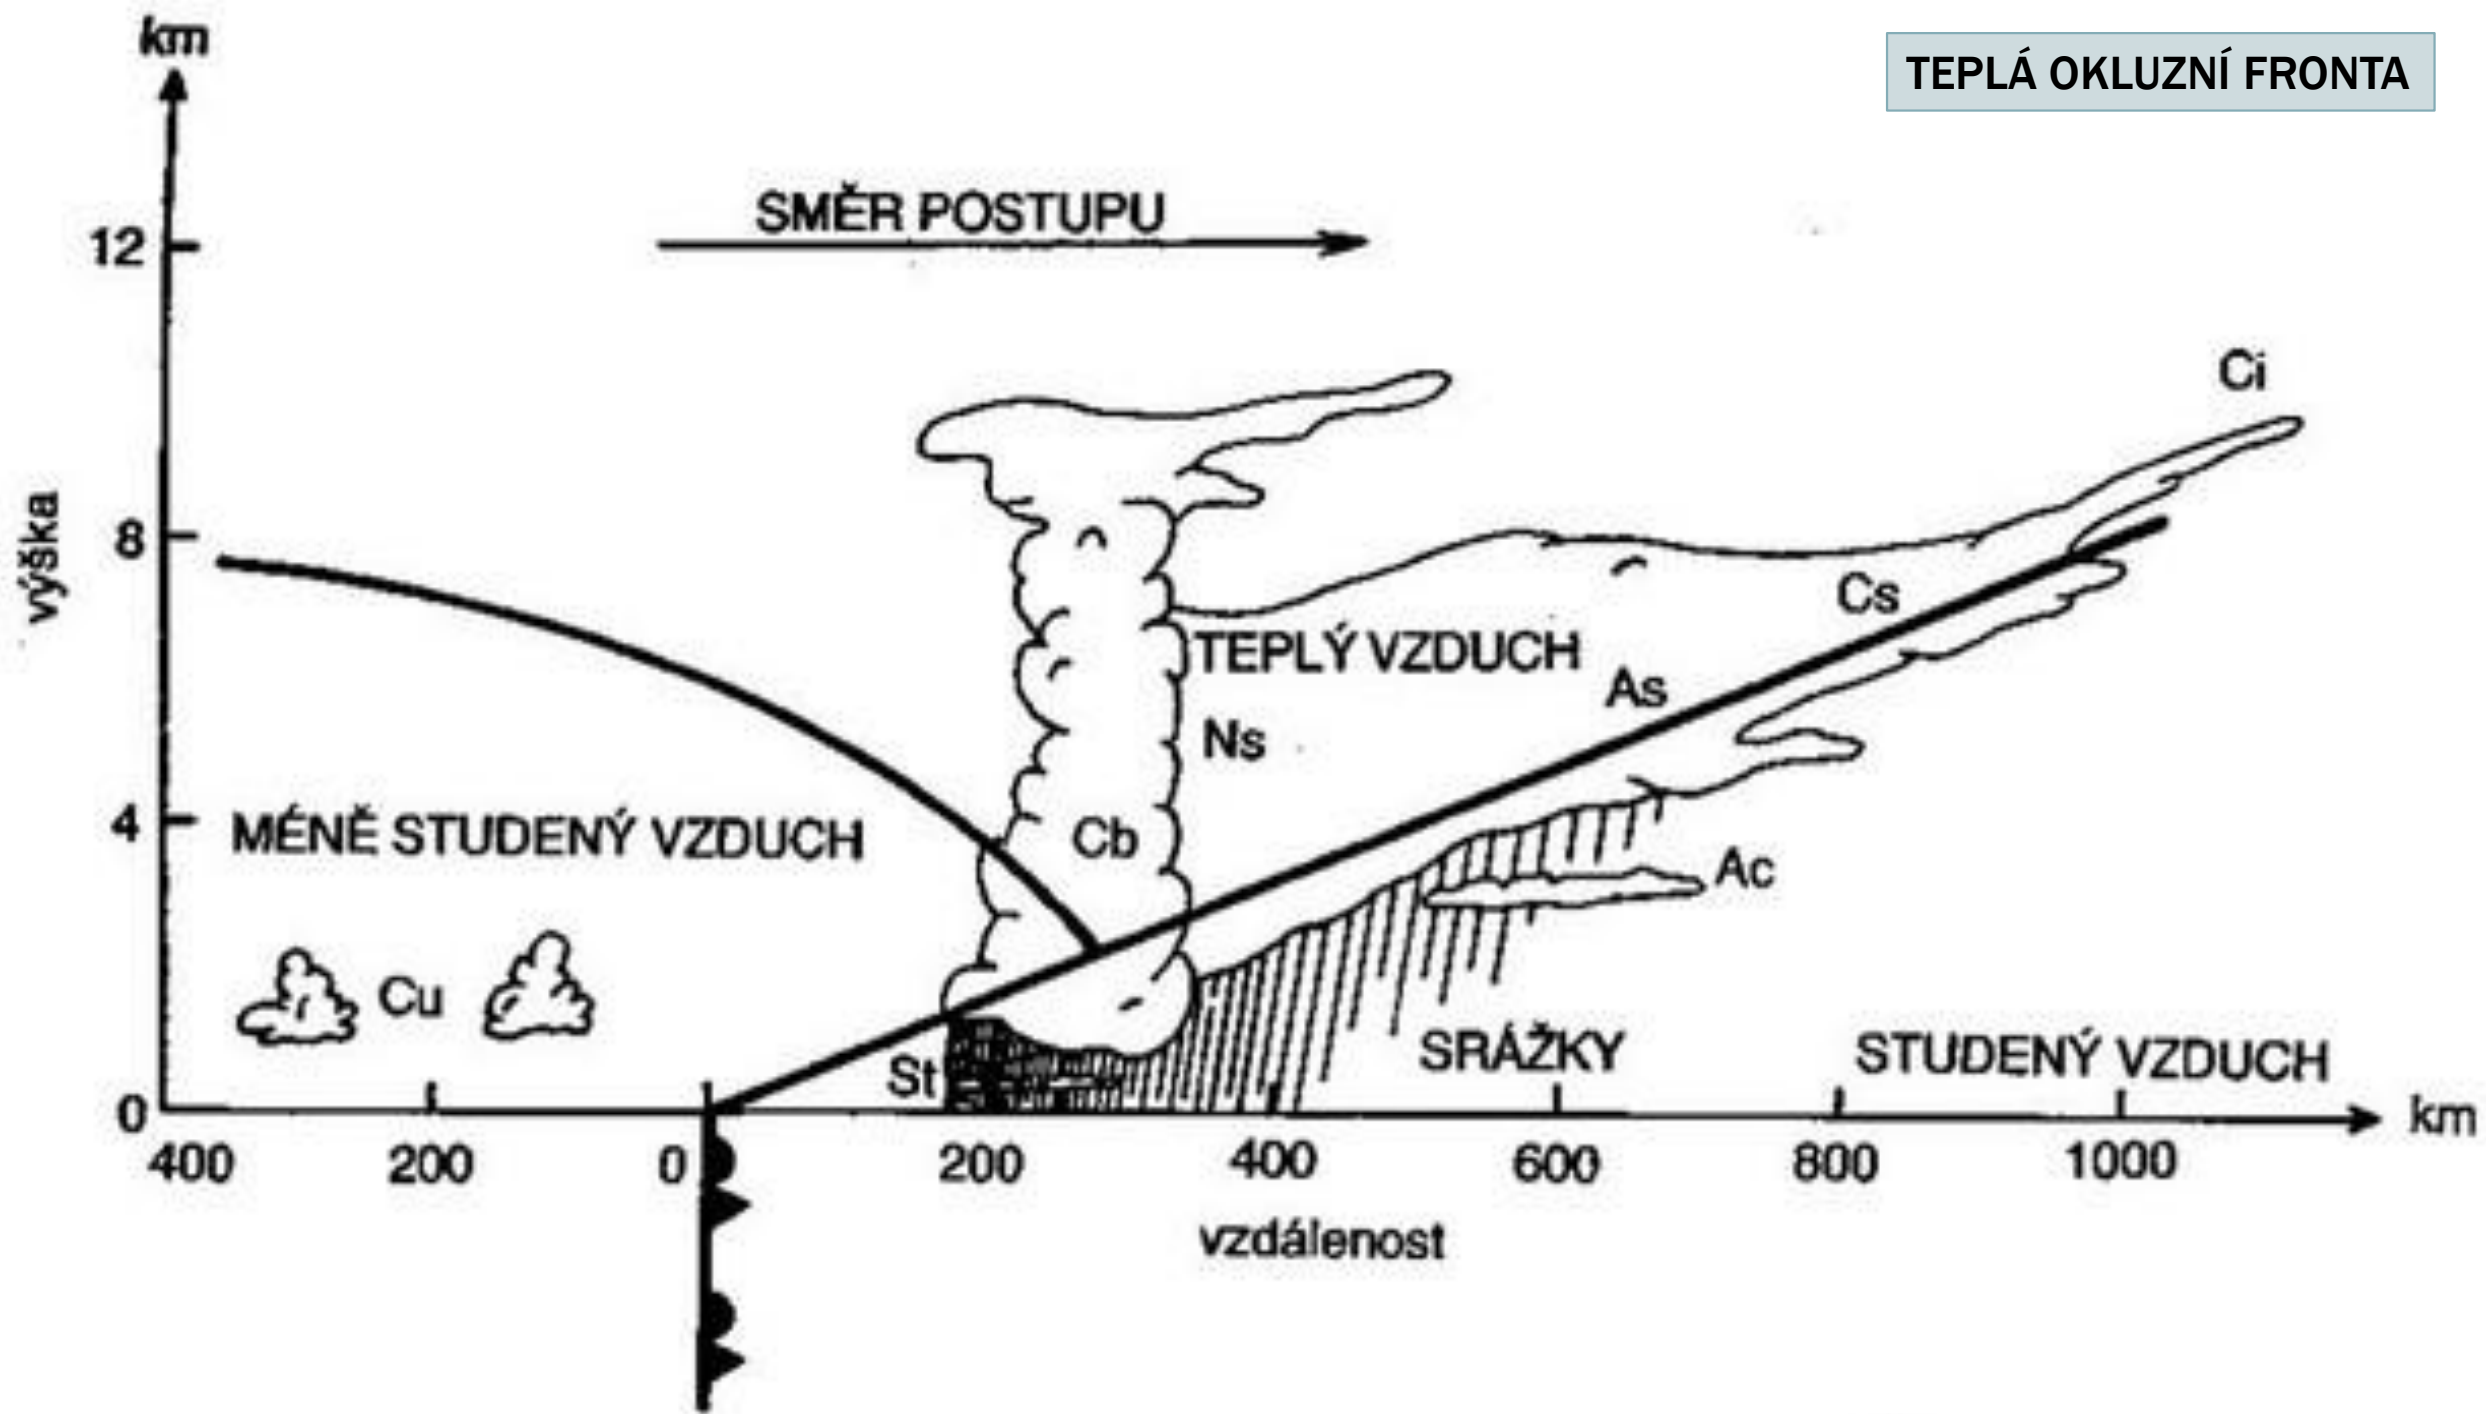 km
TEPLÁ OKLUZNÍ FRONTA
SMĚR POSTUPU
12
Ci
8
výška
Cs
TEPLÝ VZDUCH
As
Ns
4
MÉNĚ STUDENÝ VZDUCH
Cb
Ac
Cu
SRÁŽKY
STUDENÝ VZDUCH
St
0
km
400 200 0 200 400 600 800 1000
vzdálenost